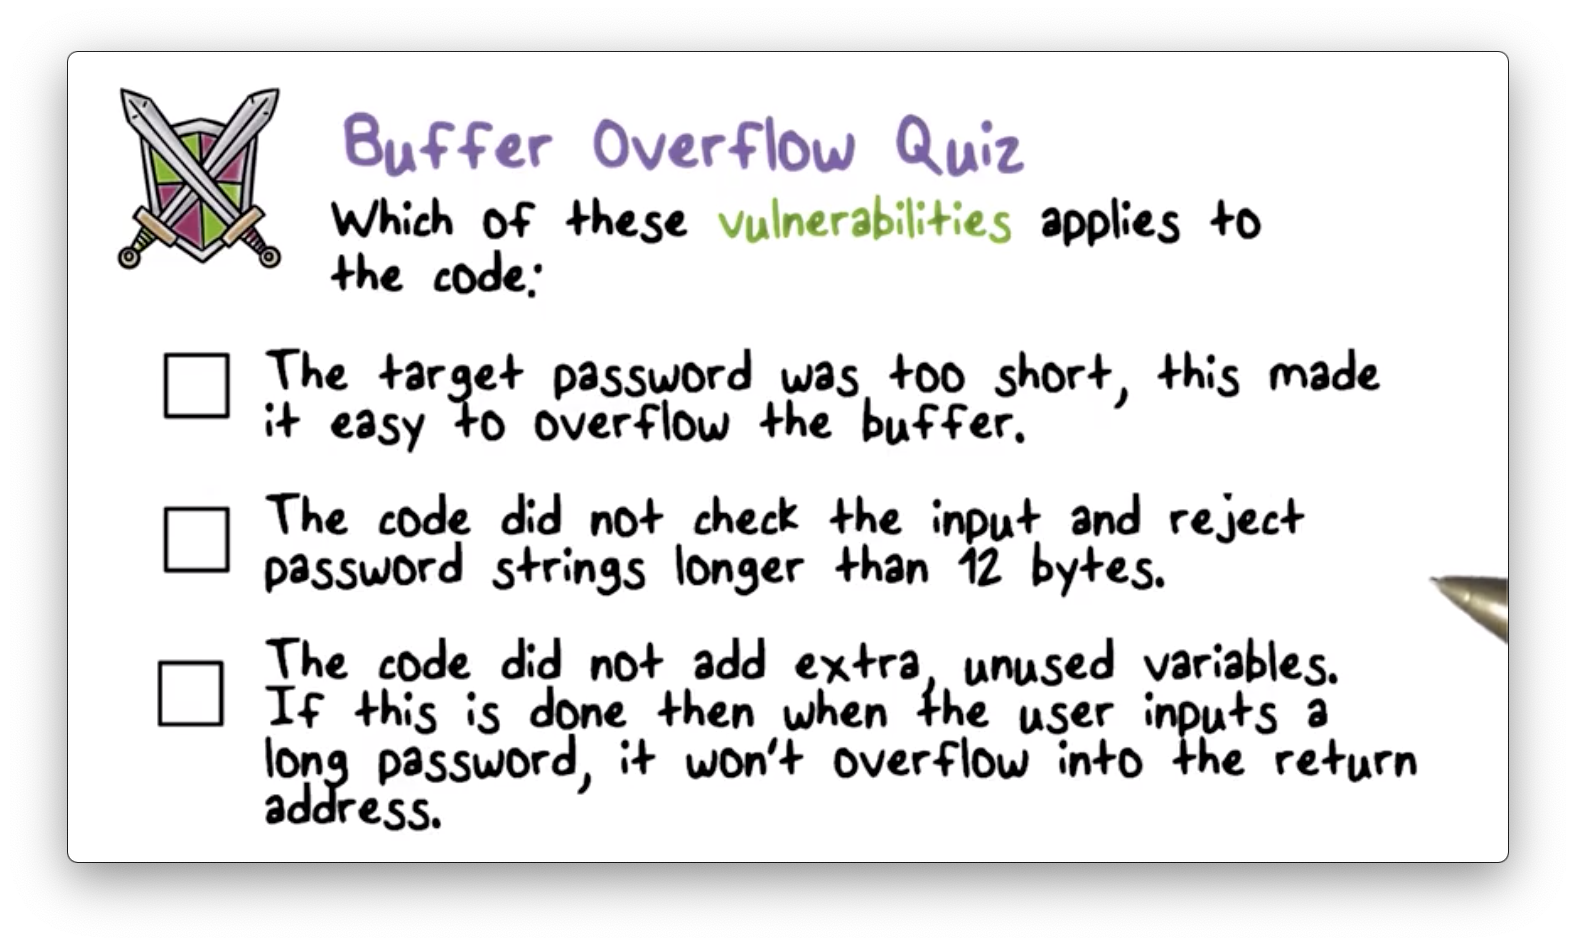 Buffer Overflow Quiz
Which of these vulnerabilities applies to
the code:
The target password was too short, this made
it easy to overflow the buffer.
The code did not check the input and reject
password strings longer than 12 bytes.
The code did not add extra, unused variables.
If this is done then when the user inputs a
long password, it won't overflow into the return
address.